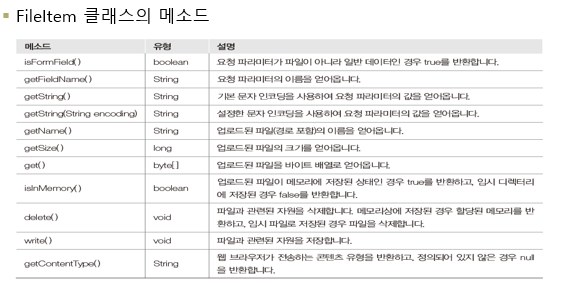 ▪ FileItem 클래스의 메소드
메소드 유형 설명
isFormField() boolean 요청 파라미터가 파일이 아니라 일반 데이터인 경우 true를 반환합니다.
getFieldName() String 요청 파라미터의 이름을 얻어옵니다.
getString() String 기본 문자 인코딩을 사용하여 요청 파라미터의 값을 얻어옵니다.
getString(String encoding) String 설정한 문자 인코딩을 사용하여 요청 파라미터의 값을 얻어옵니다.
getName() String 업로드된 파일(경로 포함)의 이름을 얻어옵니다.
getSize() long 업로드된 파일의 크기를 얻어옵니다.
get() byte[] 업로드된 파일을 바이트 배열로 얻어옵니다.
isInMemory() boolean 업로드된 파일이 메모리에 저장된 상태인 경우 true를 반환하고, 임시 디렉터리
에 저장된 경우 false를 반환합니다.
delete() void 파일과 관련된 자원을 삭제합니다. 메모리상에 저장된 경우 할당된 메모리를 반
환하고, 임시 파일로 저장된 경우 파일을 삭제합니다.
write() void 파일과 관련된 자원을 저장합니다.
getContentType() String 웹 브라우저가 전송하는 콘텐츠 유형을 반환하고, 정의되어 있지 않은 경우 null
을 반환합니다.